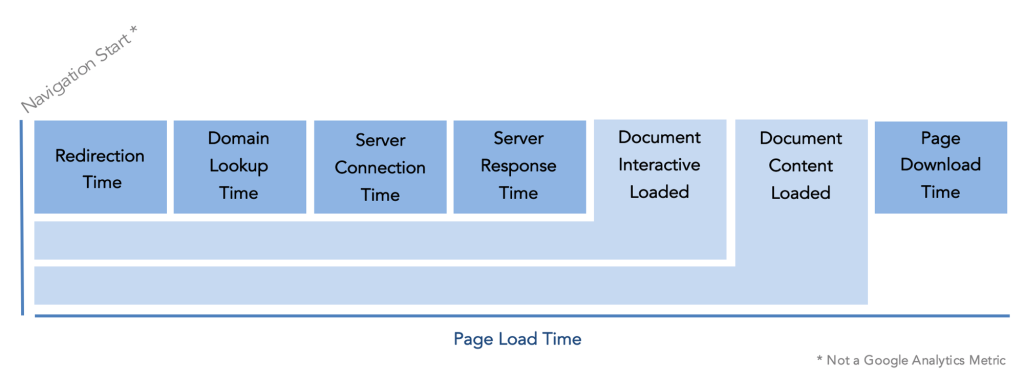 Navigation Start *
Redirection
Time
Domain
Lookup
Time
Server
Connection
Time
Server
Response
Time
Document
Interactive
Loaded
Document
Content
Loaded
Page
Download
Time
Page Load Time
* Not a Google Analytics Metric